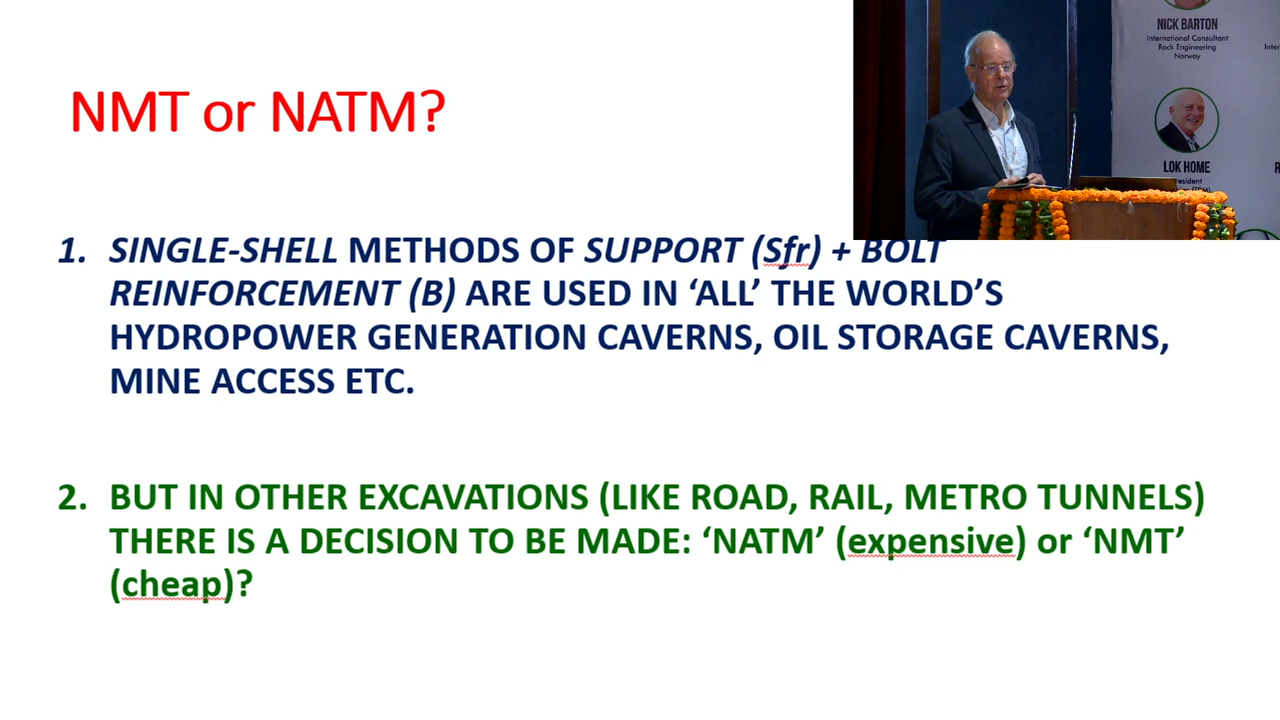 NMT or NATM?
NICK BARTON
International Consultant
Rock Engineering
Norway
LOK HOME
1. SINGLE-SHELL METHODS OF SUPPORT (Sfr) + BOLT
REINFORCEMENT (B) ARE USED IN ‘ALL’ THE WORLD’S
HYDROPOWER GENERATION CAVERNS, OIL STORAGE CAVERNS,
MINE ACCESS ETC.
2. BUT IN OTHER EXCAVATIONS (LIKE ROAD, RAIL, METRO TUNNELS)
THERE IS A DECISION TO BE MADE: ‘NATM’ (expensive) or ‘NMT’
(cheap)?